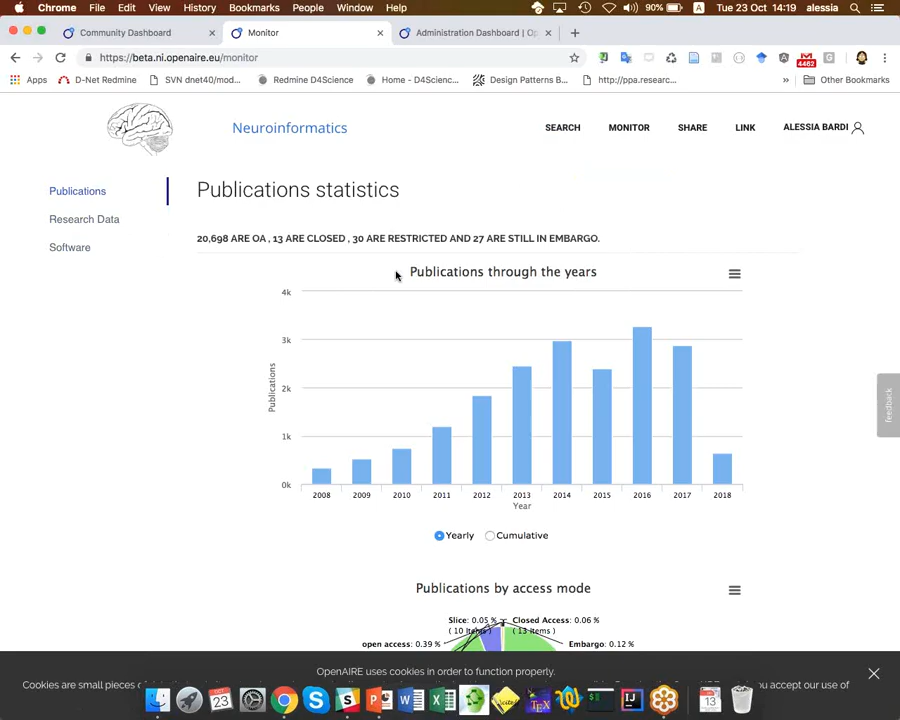 Chrome File Edit View History Bookmarks People Window Help 90% A Tue 23 Oct 14:19 alessia
Community Dashboard
Monitor
Administration Dashboard | Op
https://beta.ni.openaire.eu/monitor
4462
Apps D-Net Redmine SVN dnet40/mod... Redmine D4Science Home - D4Scienc... Design Patterns B... http://ppa.researc... » Other Bookmarks
Neuroinformatics SEARCH MONITOR SHARE LINK ALESSIA BARDI
Publications
Research Data
Software
Publications statistics
20,698 ARE OA , 13 ARE CLOSED , 30 ARE RESTRICTED AND 27 ARE STILL IN EMBARGO.
Publications through the years
4k
3k
2k
1k
0k
Publications
2008 2009 2010 2011 2012 2013 2014 2015 2016 2017 2018
Year
Yearly Cumulative
feedback
Publications by access mode
Slice: 0.05 %
( 10 Items )
Closed Access: 0.06 %
( 13 Items )
open access: 0.39 %
Embargo: 0.12 %
OpenAIRE uses cookies in order to function properly.
Cookies are small pieces of
you accept our use of